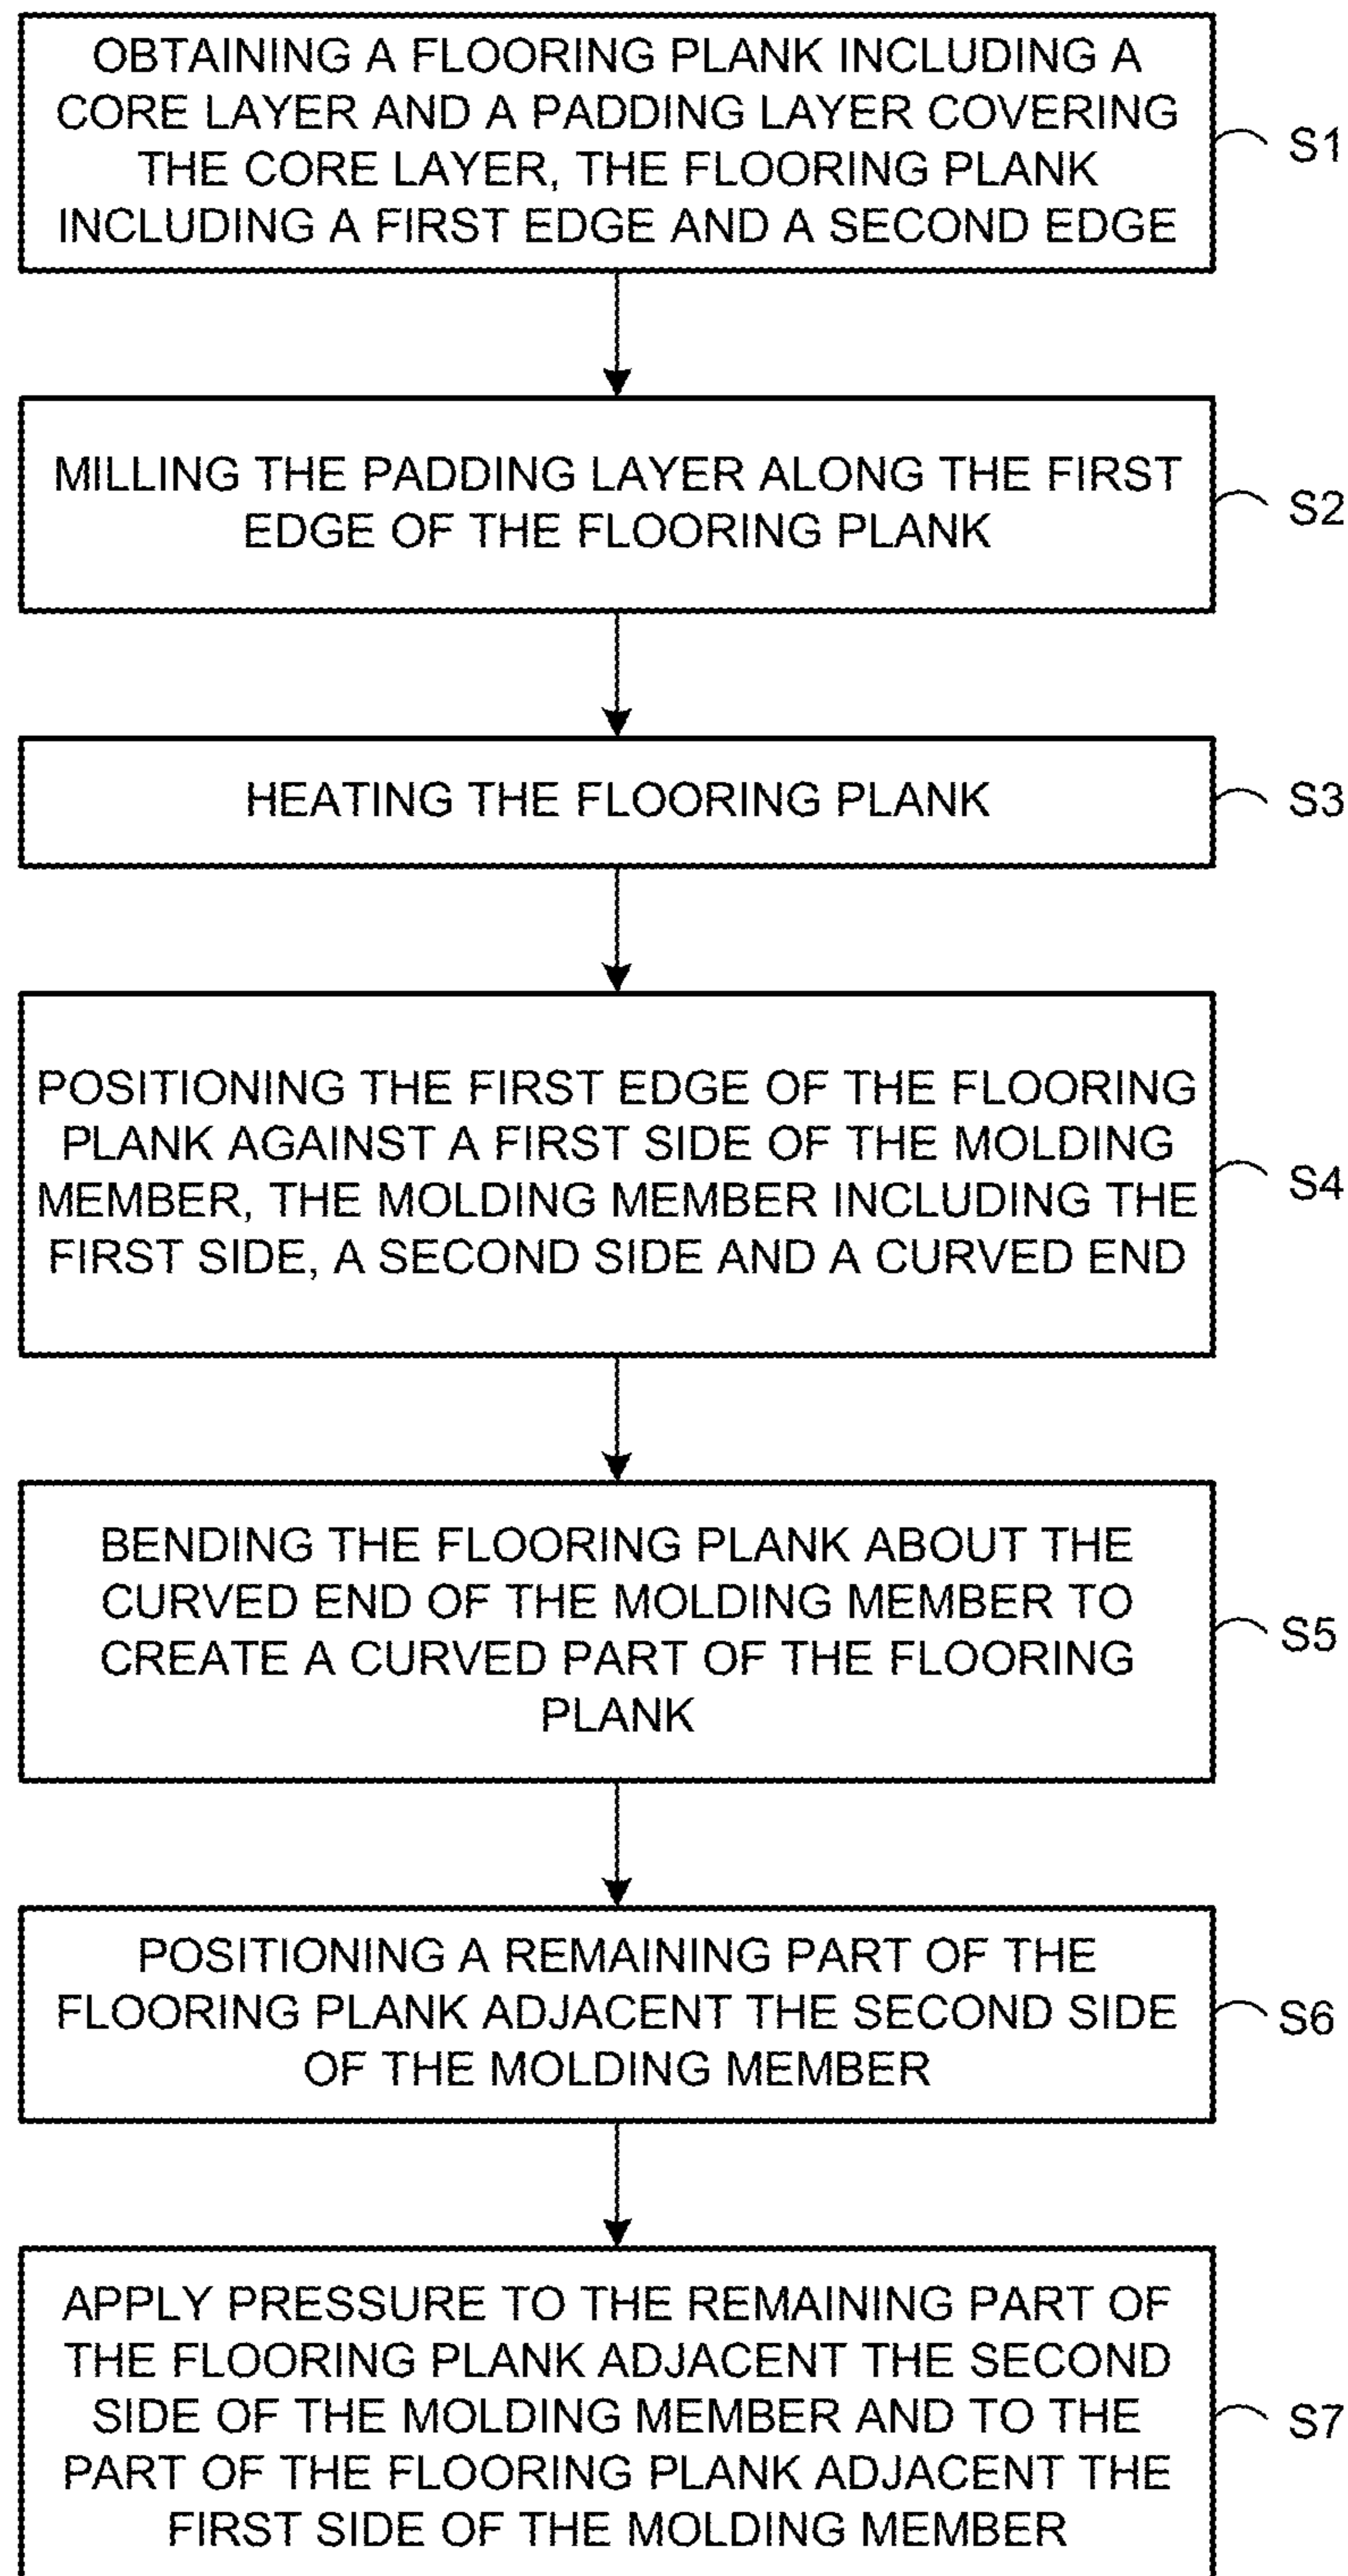 OBTAINING A FLOORING PLANK INCLUDING A
CORE LAYER AND A PADDING LAYER COVERING
THE CORE LAYER, THE FLOORING PLANK
INCLUDING A FIRST EDGE AND A SECOND EDGE
S1
MILLING THE PADDING LAYER ALONG THE FIRST
EDGE OF THE FLOORING PLANK
S2
HEATING THE FLOORING PLANK
S3
POSITIONING THE FIRST EDGE OF THE FLOORING
PLANK AGAINST A FIRST SIDE OF THE MOLDING
MEMBER, THE MOLDING MEMBER INCLUDING THE
FIRST SIDE, A SECOND SIDE AND A CURVED END
S4
BENDING THE FLOORING PLANK ABOUT THE
CURVED END OF THE MOLDING MEMBER TO
CREATE A CURVED PART OF THE FLOORING
PLANK
S5
POSITIONING A REMAINING PART OF THE
FLOORING PLANK ADJACENT THE SECOND SIDE
OF THE MOLDING MEMBER
S6
APPLY PRESSURE TO THE REMAINING PART OF
THE FLOORING PLANK ADJACENT THE SECOND
SIDE OF THE MOLDING MEMBER AND TO THE
PART OF THE FLOORING PLANK ADJACENT THE
FIRST SIDE OF THE MOLDING MEMBER
S7